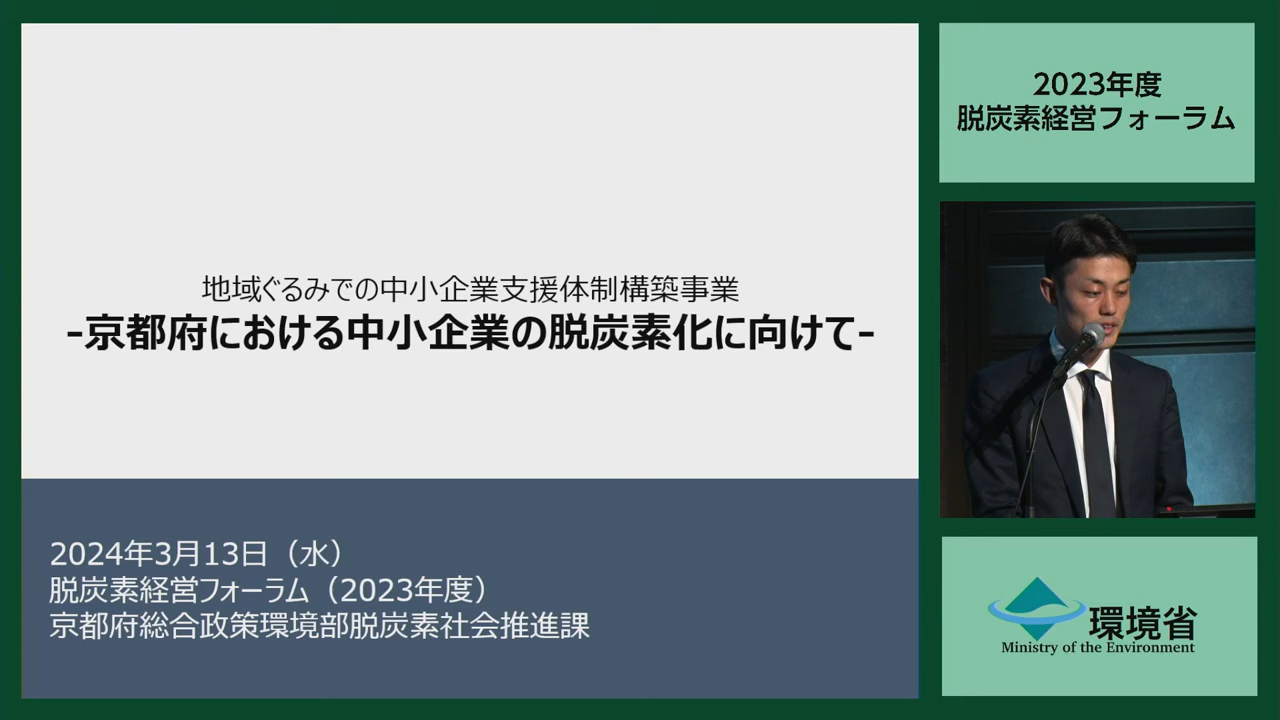 地域ぐるみでの中小企業支援体制構築事業
-京都府における中小企業の脱炭素化に向けて-
2024年3月13日（水）
脱炭素経営フォーラム（2023年度）
京都府総合政策環境部脱炭素社会推進課
2023年度
脱炭素経営フォーラム
環境省
Ministry of the Environment